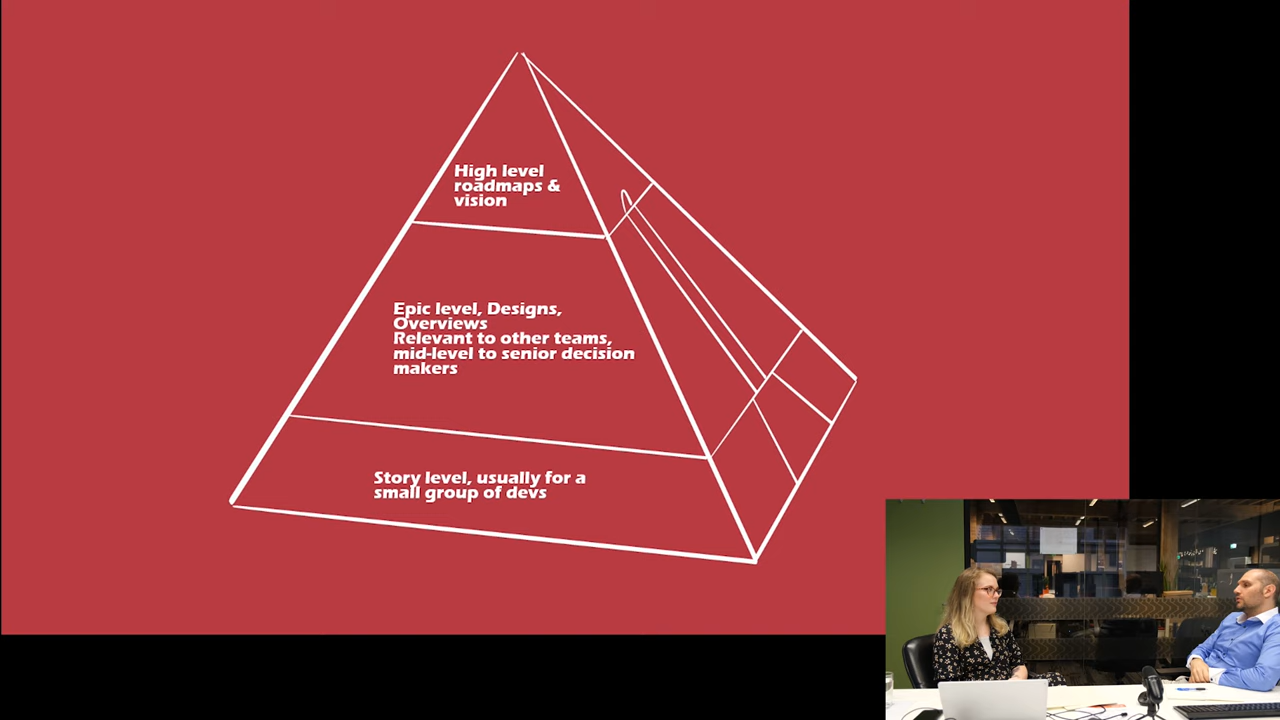 High level
roadmaps &
vision
Epic level, Designs,
Overviews
Relevant to other teams,
mid-level to senior decision
makers
Story level, usually for a
small group of devs